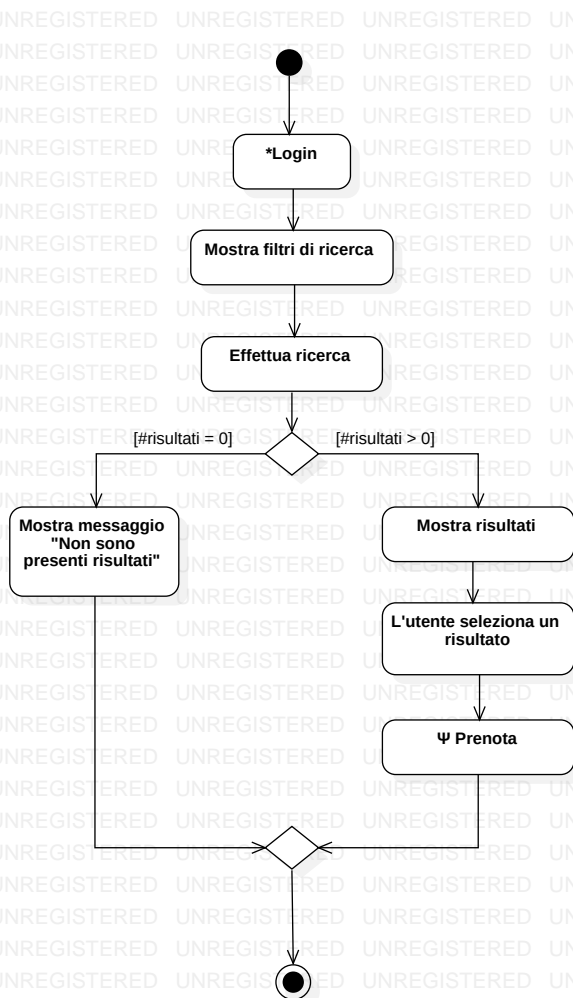 *Login
Mostra filtri di ricerca
Effettua ricerca
[#risultati = 0]
[#risultati > 0]
Mostra messaggio
"Non sono
presenti risultati"
Mostra risultati
L'utente seleziona un
risultato
Ψ Prenota
UNREGISTERED